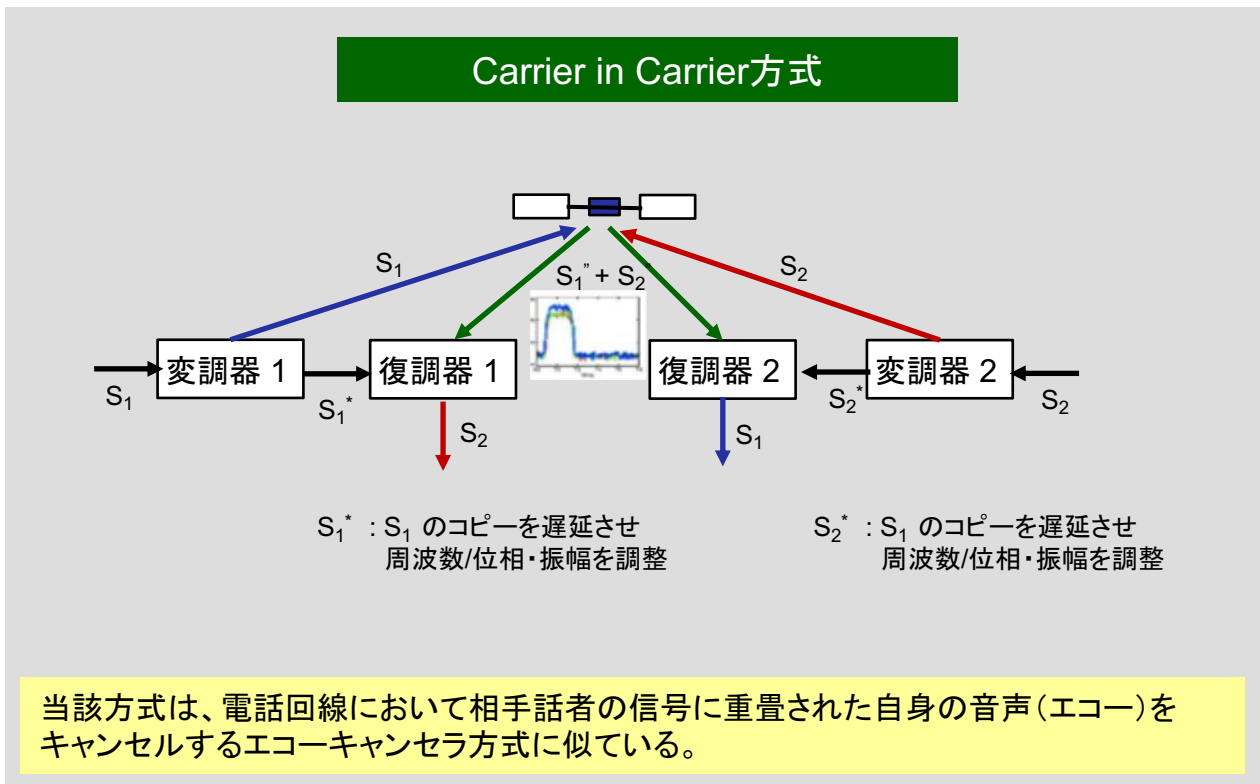 Carrier in Carrier方式
S₁
S₁” + S₂”
S₂
変調器 1
復調器 1
復調器 2
変調器 2
S₁
S₁*
S₂
S₁
S₂*
S₂
S₁* : S₁ のコピーを遅延させ
周波数/位相・振幅を調整
S₂* : S₁ のコピーを遅延させ
周波数/位相・振幅を調整
当該方式は、電話回線において相手話者の信号に重畳された自身の音声（エコー）を
キャンセルするエコーキャンセラ方式に似ている。